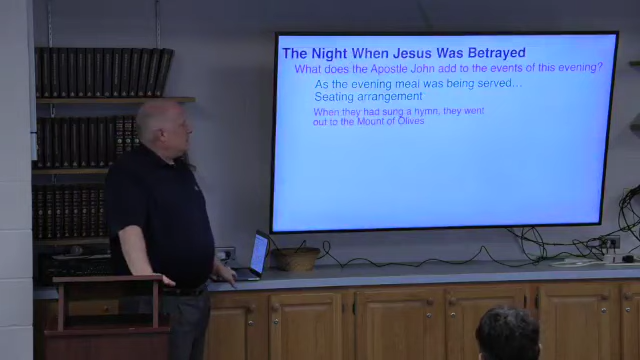 The Night When Jesus Was Betrayed
What does the Apostle John add to the events of this evening?
As the evening meal was being served…
Seating arrangement
When they had sung a hymn, they went
out to the Mount of Olives